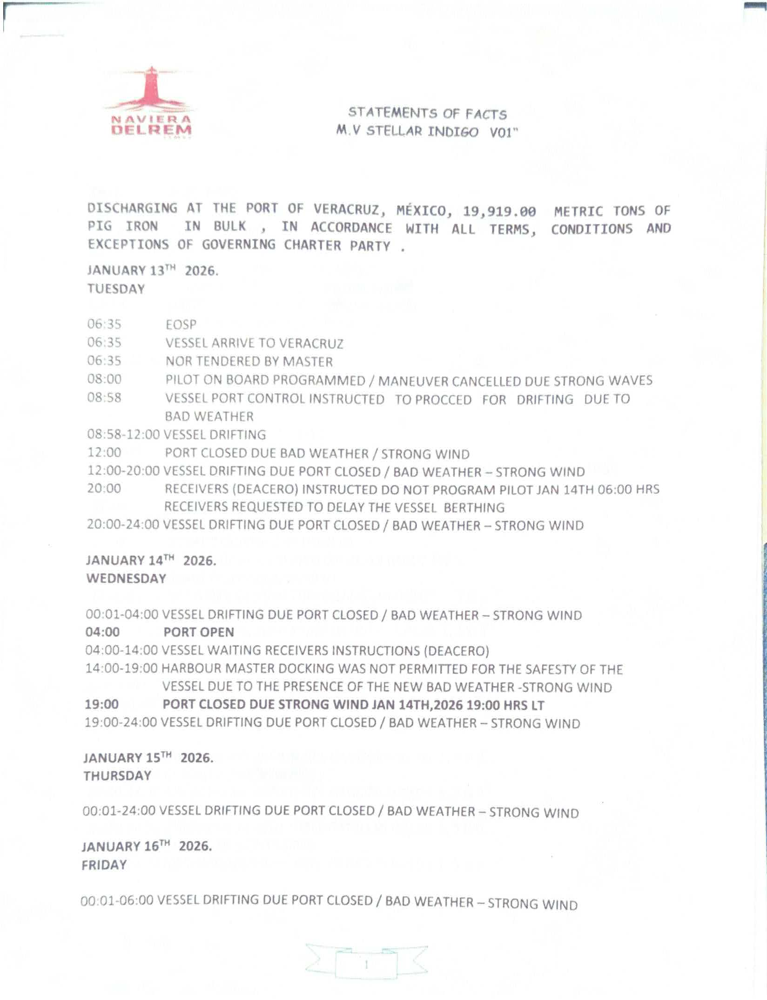 NAVIERA
DELREM
STATEMENTS OF FACTS
M.V STELLAR INDIGO V01"
DISCHARGING AT THE PORT OF VERACRUZ, MÉXICO, 19,919.00 METRIC TONS OF
PIG IRON IN BULK , IN ACCORDANCE WITH ALL TERMS, CONDITIONS AND
EXCEPTIONS OF GOVERNING CHARTER PARTY .
JANUARY 13TH 2026.
TUESDAY
06:35 EOSP
06:35 VESSEL ARRIVE TO VERACRUZ
06:35 NOR TENDERED BY MASTER
08:00 PILOT ON BOARD PROGRAMMED / MANEUVER CANCELLED DUE STRONG WAVES
08:58 VESSEL PORT CONTROL INSTRUCTED TO PROCCED FOR DRIFTING DUE TO
BAD WEATHER
08:58-12:00 VESSEL DRIFTING
12:00 PORT CLOSED DUE BAD WEATHER / STRONG WIND
12:00-20:00 VESSEL DRIFTING DUE PORT CLOSED / BAD WEATHER – STRONG WIND
20:00 RECEIVERS (DEACERO) INSTRUCTED DO NOT PROGRAM PILOT JAN 14TH 06:00 HRS
RECEIVERS REQUESTED TO DELAY THE VESSEL BERTHING
20:00-24:00 VESSEL DRIFTING DUE PORT CLOSED / BAD WEATHER – STRONG WIND
JANUARY 14TH 2026.
WEDNESDAY
00:01-04:00 VESSEL DRIFTING DUE PORT CLOSED / BAD WEATHER – STRONG WIND
04:00 PORT OPEN
04:00-14:00 VESSEL WAITING RECEIVERS INSTRUCTIONS (DEACERO)
14:00-19:00 HARBOUR MASTER DOCKING WAS NOT PERMITTED FOR THE SAFESTY OF THE
VESSEL DUE TO THE PRESENCE OF THE NEW BAD WEATHER -STRONG WIND
19:00 PORT CLOSED DUE STRONG WIND JAN 14TH,2026 19:00 HRS LT
19:00-24:00 VESSEL DRIFTING DUE PORT CLOSED / BAD WEATHER – STRONG WIND
JANUARY 15TH 2026.
THURSDAY
00:01-24:00 VESSEL DRIFTING DUE PORT CLOSED / BAD WEATHER – STRONG WIND
JANUARY 16TH 2026.
FRIDAY
00:01-06:00 VESSEL DRIFTING DUE PORT CLOSED / BAD WEATHER – STRONG WIND
1